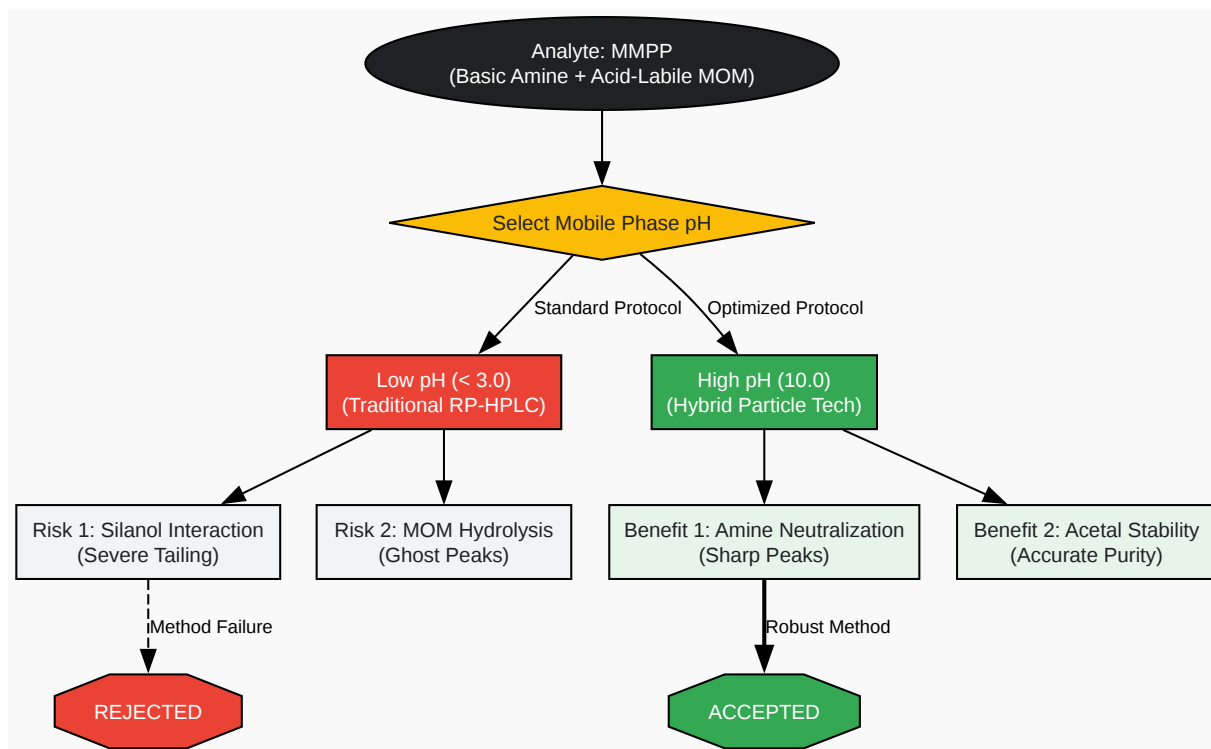 Analyte: MMPP
(Basic Amine + Acid-Labile MOM)
Select Mobile Phase pH
Standard Protocol
Optimized Protocol
Low pH (< 3.0)
(Traditional RP-HPLC)
High pH (10.0)
(Hybrid Particle Tech)
Risk 1: Silanol Interaction
(Severe Tailing)
Risk 2: MOM Hydrolysis
(Ghost Peaks)
Benefit 1: Amine Neutralization
(Sharp Peaks)
Benefit 2: Acetal Stability
(Accurate Purity)
Method Failure
Robust Method
REJECTED
ACCEPTED